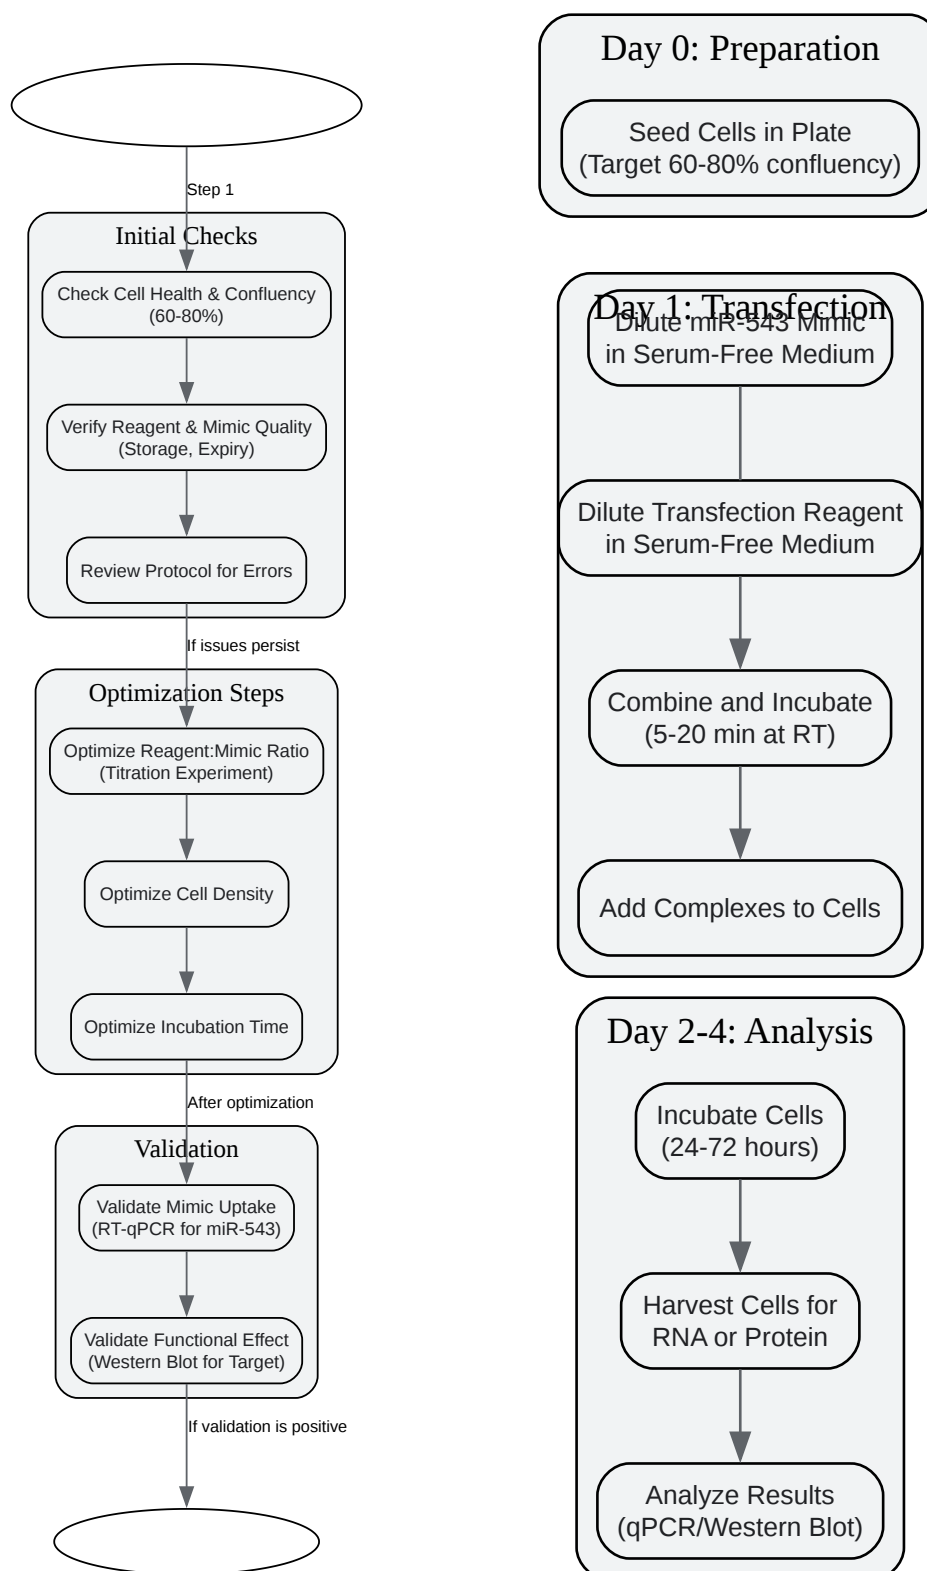 Step 1
Initial Checks
Check Cell Health & Confluency
(60-80%)
Verify Reagent & Mimic Quality
(Storage, Expiry)
Review Protocol for Errors
If issues persist
Optimization Steps
Optimize Reagent:Mimic Ratio
(Titration Experiment)
Optimize Cell Density
Optimize Incubation Time
After optimization
Validation
Validate Mimic Uptake
(RT-qPCR for miR-543)
Validate Functional Effect
(Western Blot for Target)
If validation is positive
Day 0: Preparation
Seed Cells in Plate
(Target 60-80% confluency)
Day 1: Transfection
Dilute miR-543 Mimic
in Serum-Free Medium
Dilute Transfection Reagent
in Serum-Free Medium
Combine and Incubate
(5-20 min at RT)
Add Complexes to Cells
Day 2-4: Analysis
Incubate Cells
(24-72 hours)
Harvest Cells for
RNA or Protein
Analyze Results
(qPCR/Western Blot)